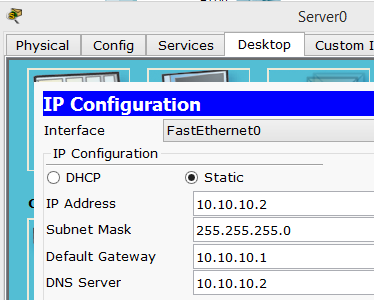 Server0
Physical Config Services Desktop Custom I
IP Configuration
Interface FastEthernet0
IP Configuration
DHCP Static
IP Address 10.10.10.2
Subnet Mask 255.255.255.0
Default Gateway 10.10.10.1
DNS Server 10.10.10.2